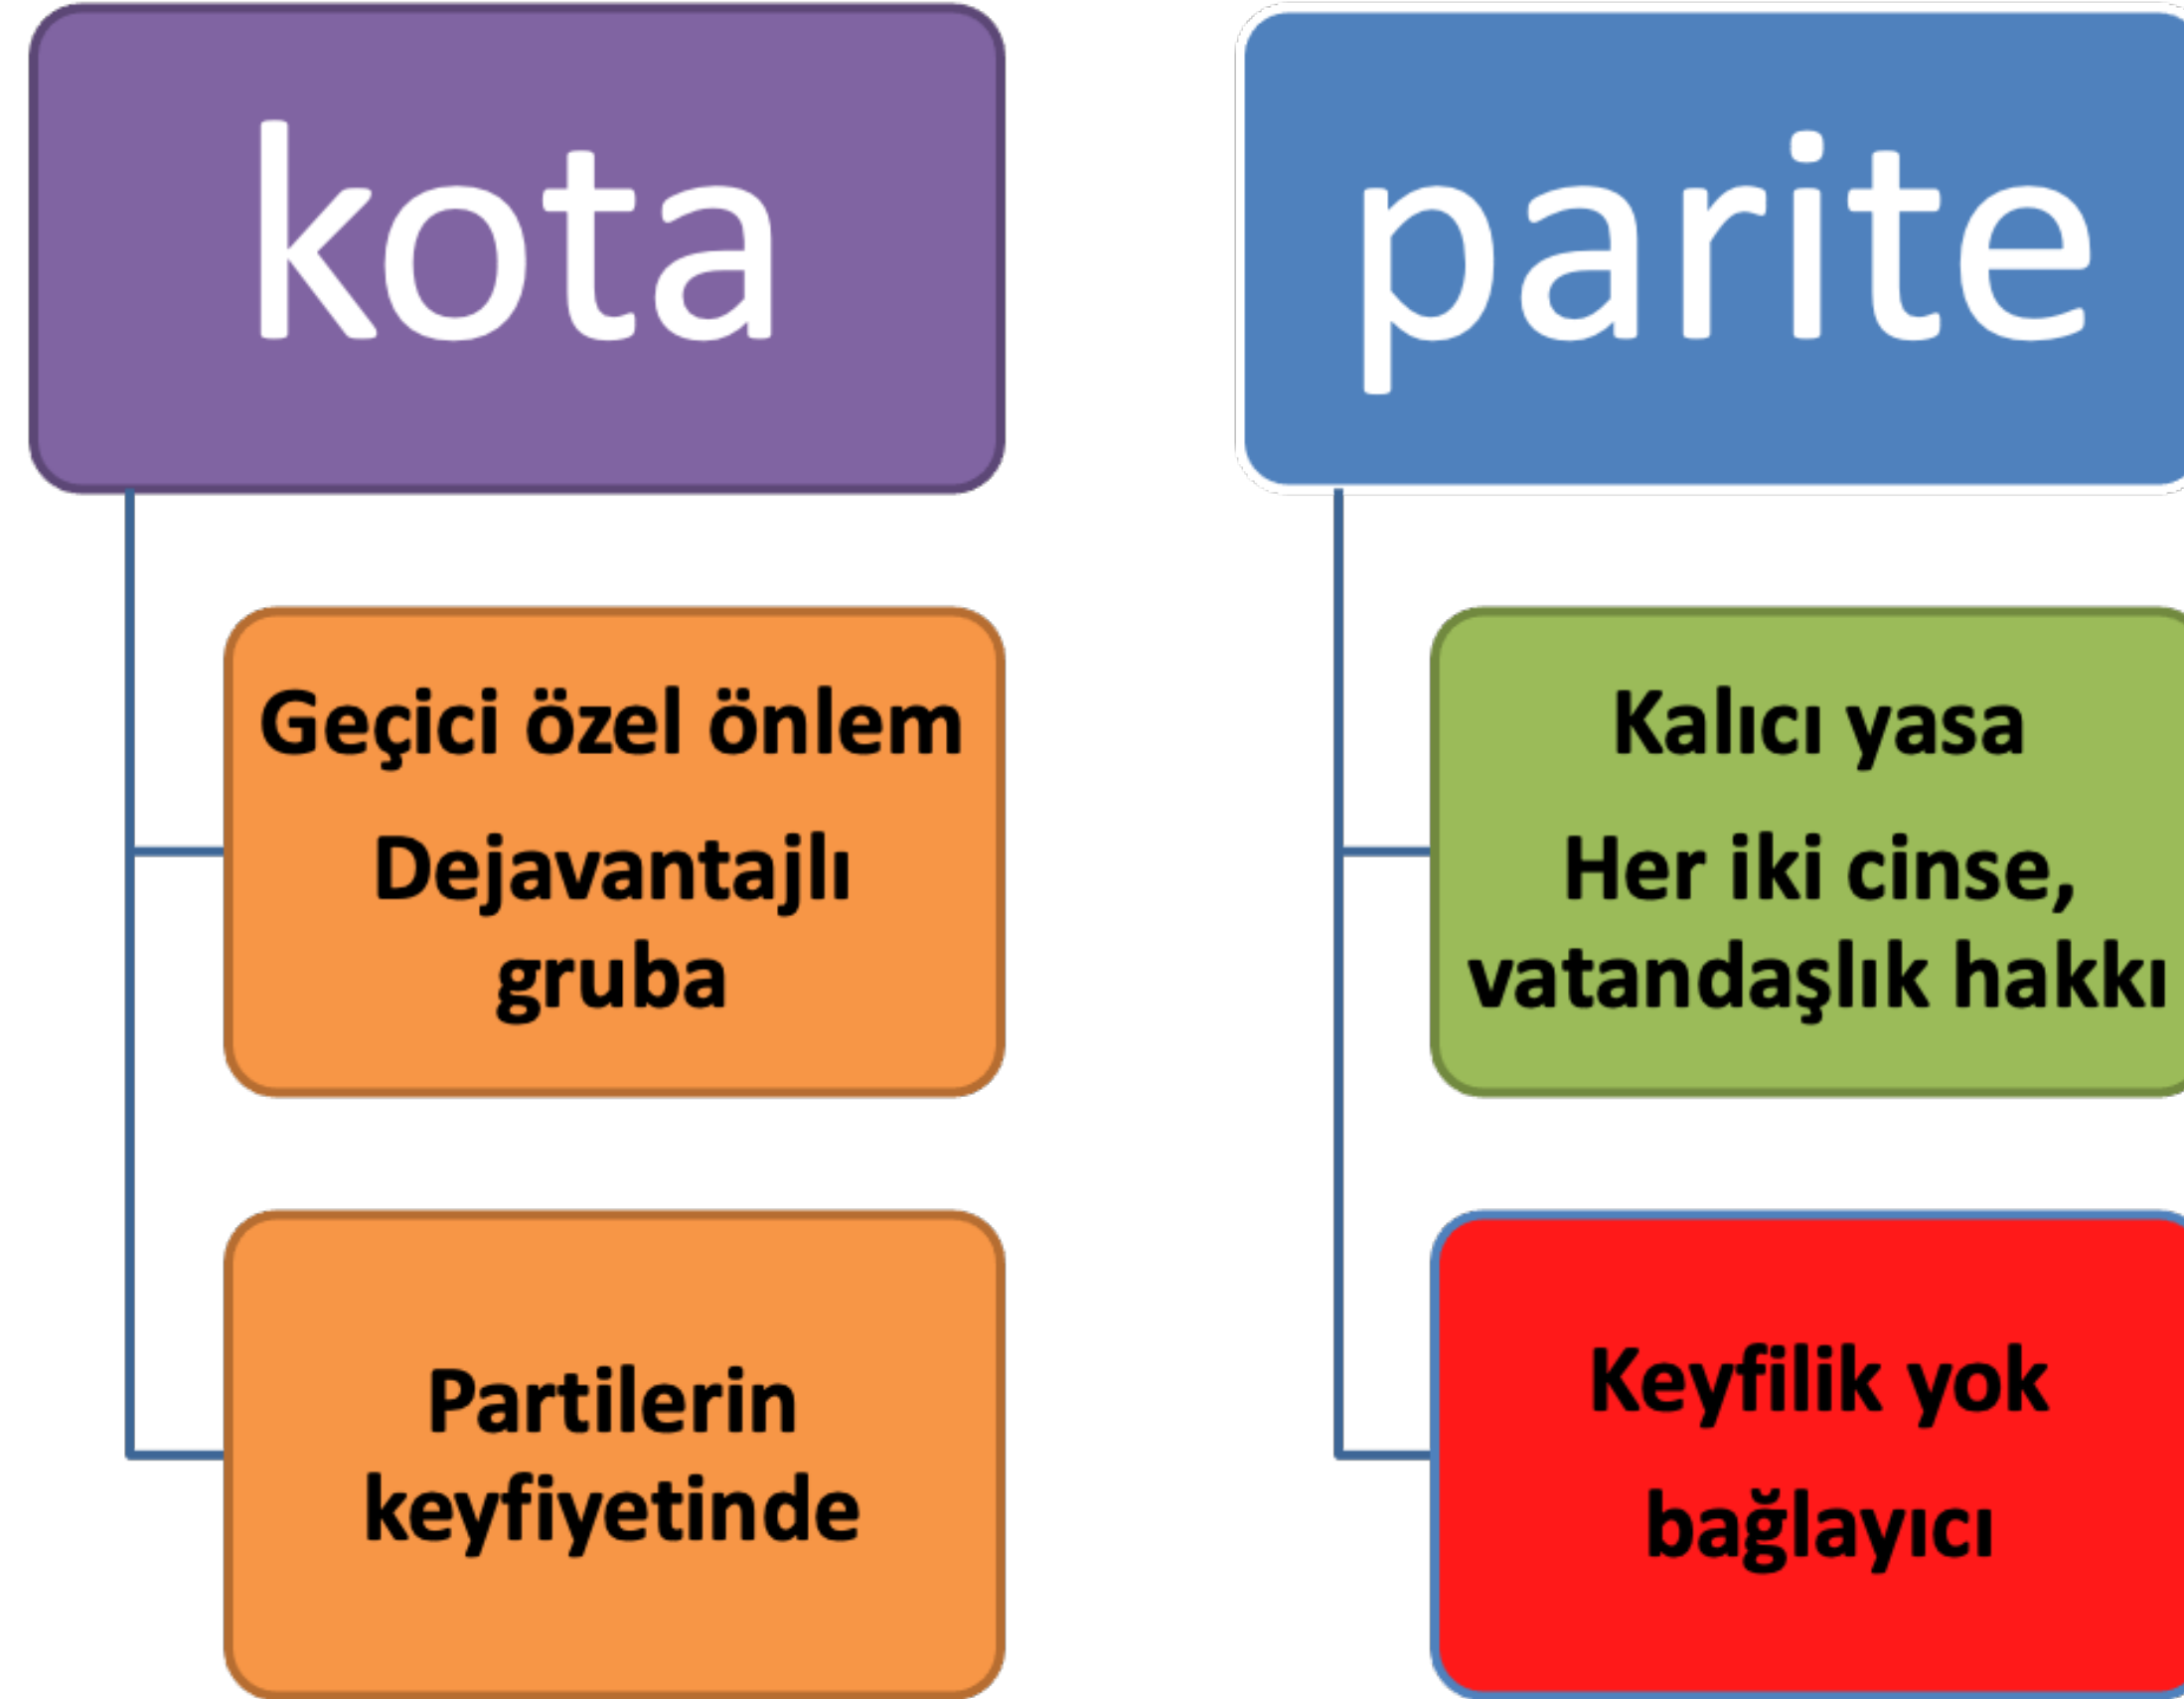 kota
Geçici özel önlem
Dejavantajlı
gruba
Partilerin
keyfiyetinde
parite
Kalıcı yasa
Her iki cinse,
vatandaşlık hakkı
Keyfilik yok
bağlayıcı